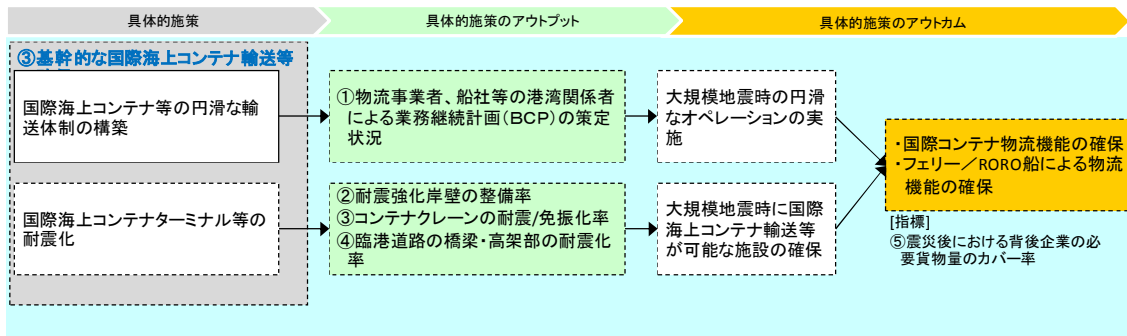 具体的施策
具体的施策のアウトプット
具体的施策のアウトカム
③基幹的な国際海上コンテナ輸送等
国際海上コンテナ等の円滑な輸
送体制の構築
①物流事業者、船社等の港湾関係者
による業務継続計画(BCP)の策定
状況
大規模地震時の円滑
なオペレーションの実
施
・国際コンテナ物流機能の確保
・フェリー/RORO船による物流
機能の確保
国際海上コンテナターミナル等の
耐震化
②耐震強化岸壁の整備率
③コンテナクレーンの耐震/免振化率
④臨港道路の橋梁・高架部の耐震化
率
大規模地震時に国際
海上コンテナ輸送等
が可能な施設の確保
[指標]
⑤震災後における背後企業の必
要貨物量のカバー率